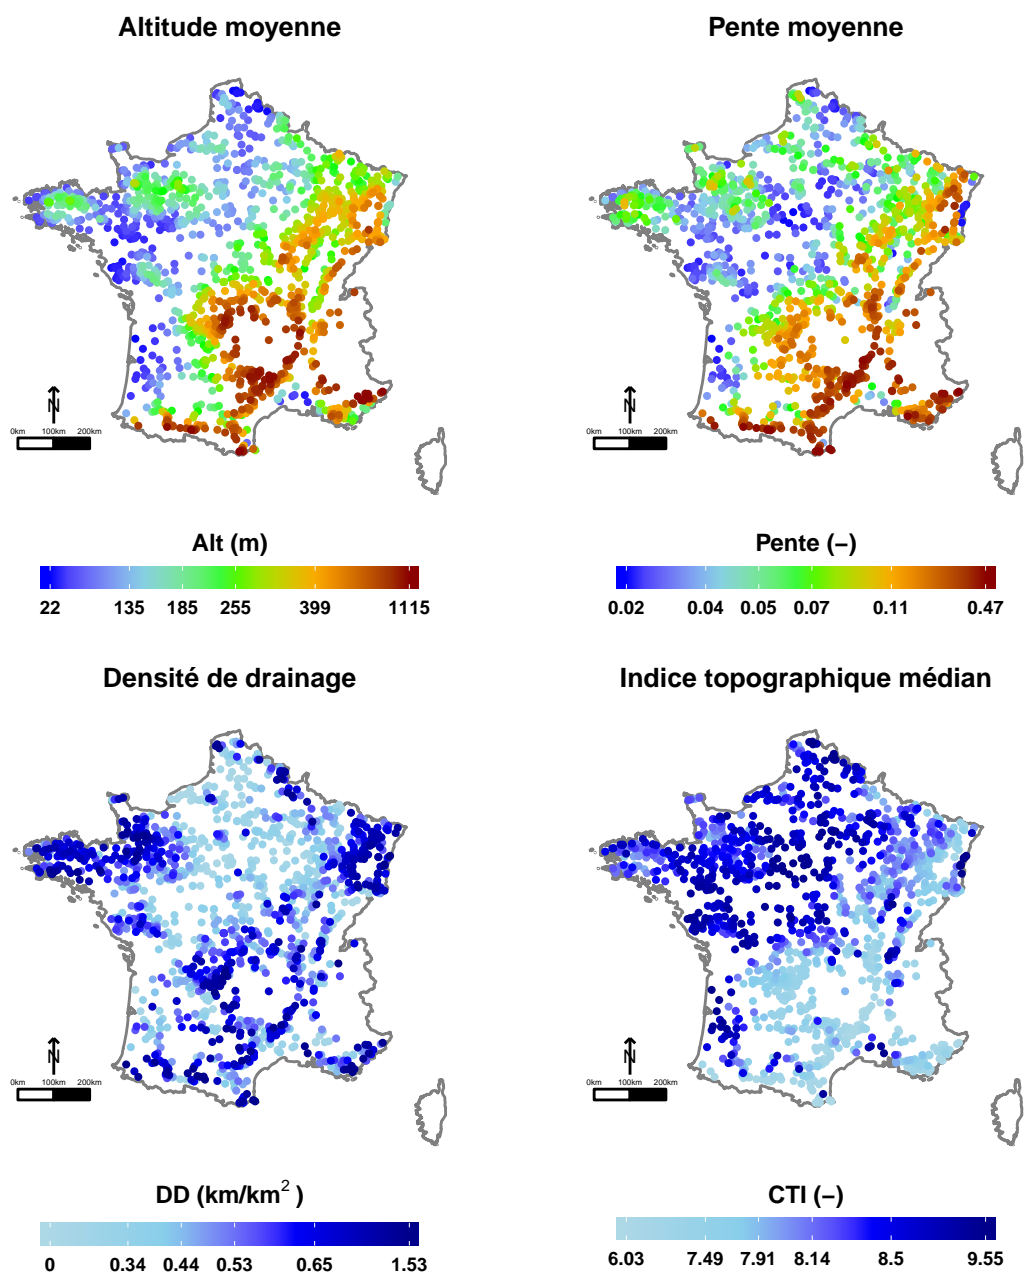 Altitude moyenne
Pente moyenne
N
0km 100km 200km
N
0km 100km 200km
Alt (m)
22 135 185 255 399 1115
Pente (−)
0.02 0.04 0.05 0.07 0.11 0.47
Densité de drainage
Indice topographique médian
N
0km 100km 200km
N
0km 100km 200km
DD (km/km²)
0 0.34 0.44 0.53 0.65 1.53
CTI (−)
6.03 7.49 7.91 8.14 8.5 9.55